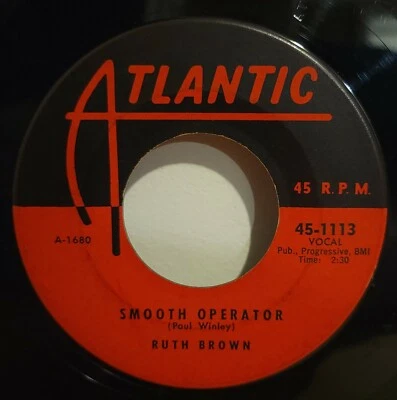 ATLANTIC
45 R.P.M.
A-1680
45-1113
VOCAL
Pub., Progressive, BMI
Time: 2:30
SMOOTH OPERATOR
(Paul Winley)
RUTH BROWN